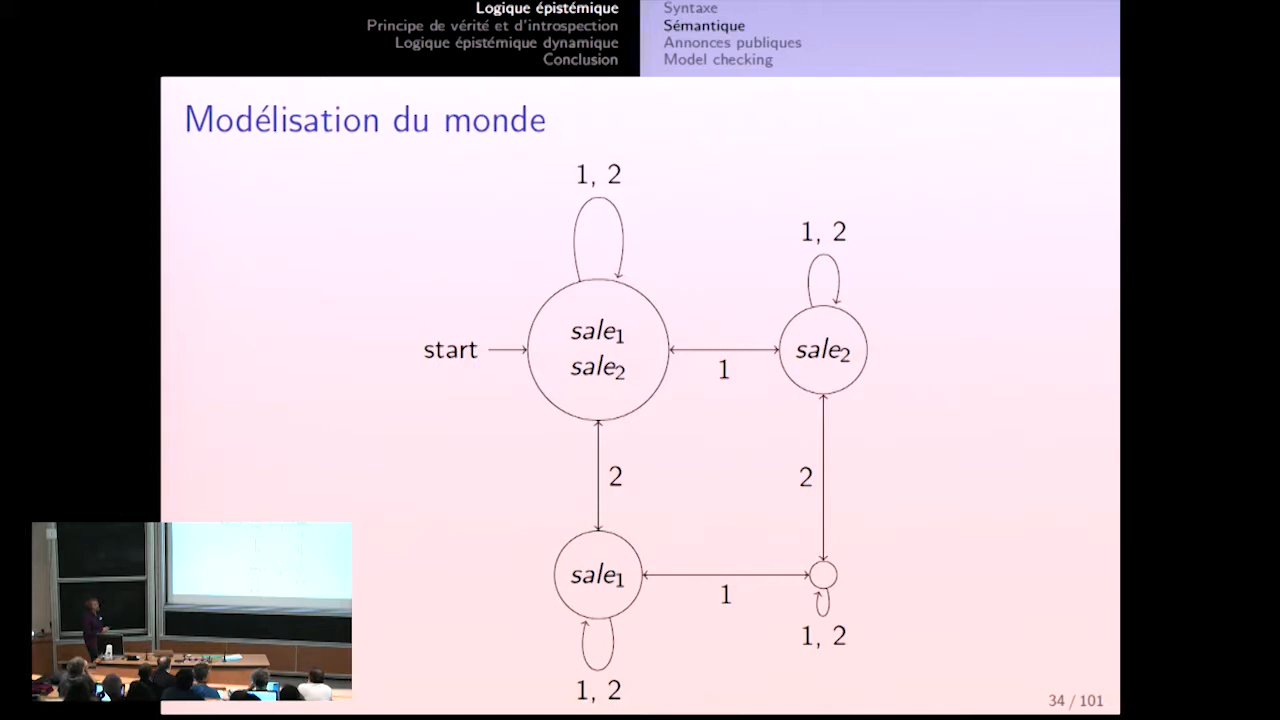 Logique épistémique
Principe de vérité et d'introspection
Logique épistémique dynamique
Conclusion
Syntaxe
Sémantique
Annonces publiques
Model checking
Modélisation du monde
1, 2
1, 2
start
sale₁
sale₂
1
sale₂
2
2
sale₁
1
1, 2
1, 2
34 / 101